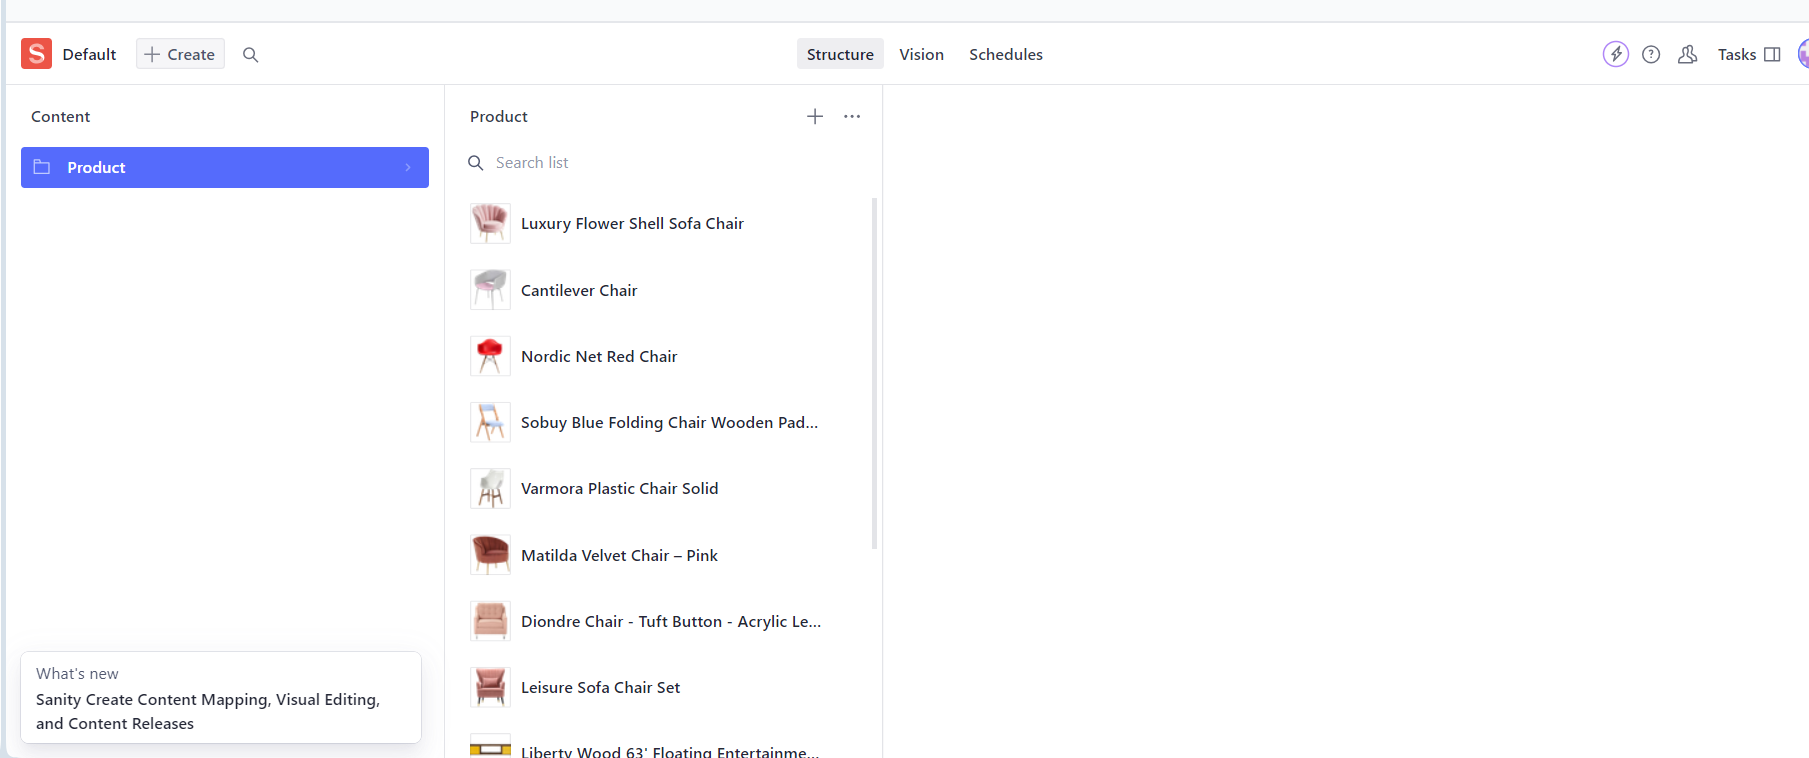 S Default + Create Structure Vision Schedules Tasks
Content
Product
Product
Search list
Luxury Flower Shell Sofa Chair
Cantilever Chair
Nordic Net Red Chair
Sobuy Blue Folding Chair Wooden Pad...
Varmora Plastic Chair Solid
Matilda Velvet Chair – Pink
Diondre Chair - Tuft Button - Acrylic Le...
Leisure Sofa Chair Set
Liberty Wood 63' Floating Entertainme...
What's new
Sanity Create Content Mapping, Visual Editing,
and Content Releases